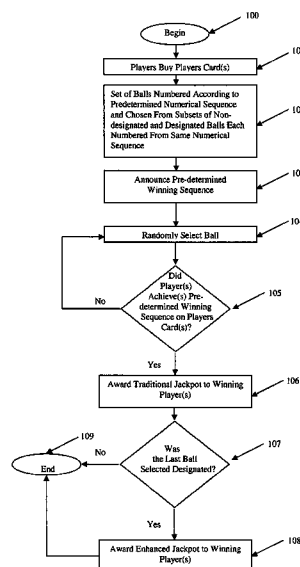 100
Begin
10
Players Buy Players Card(s)
Set of Balls Numbered According to
Predetermined Numerical Sequence
and Chosen From Subsets of Non-
designated and Designated Balls Each
Numbered From Same Numerical
Sequence
10
Announce Pre-determined
Winning Sequence
10
Randomly Select Ball
10
Did
Player(s)
Achieve(s) Pre-
determined Winning
Sequence on Players
Card(s)?
105
No
Yes
Award Traditional Jackpot to Winning
Player(s)
106
109
End
No
Was
the Last Ball
Selected Designated?
107
Yes
Award Enhanced Jackpot to Winning
Player(s)
108